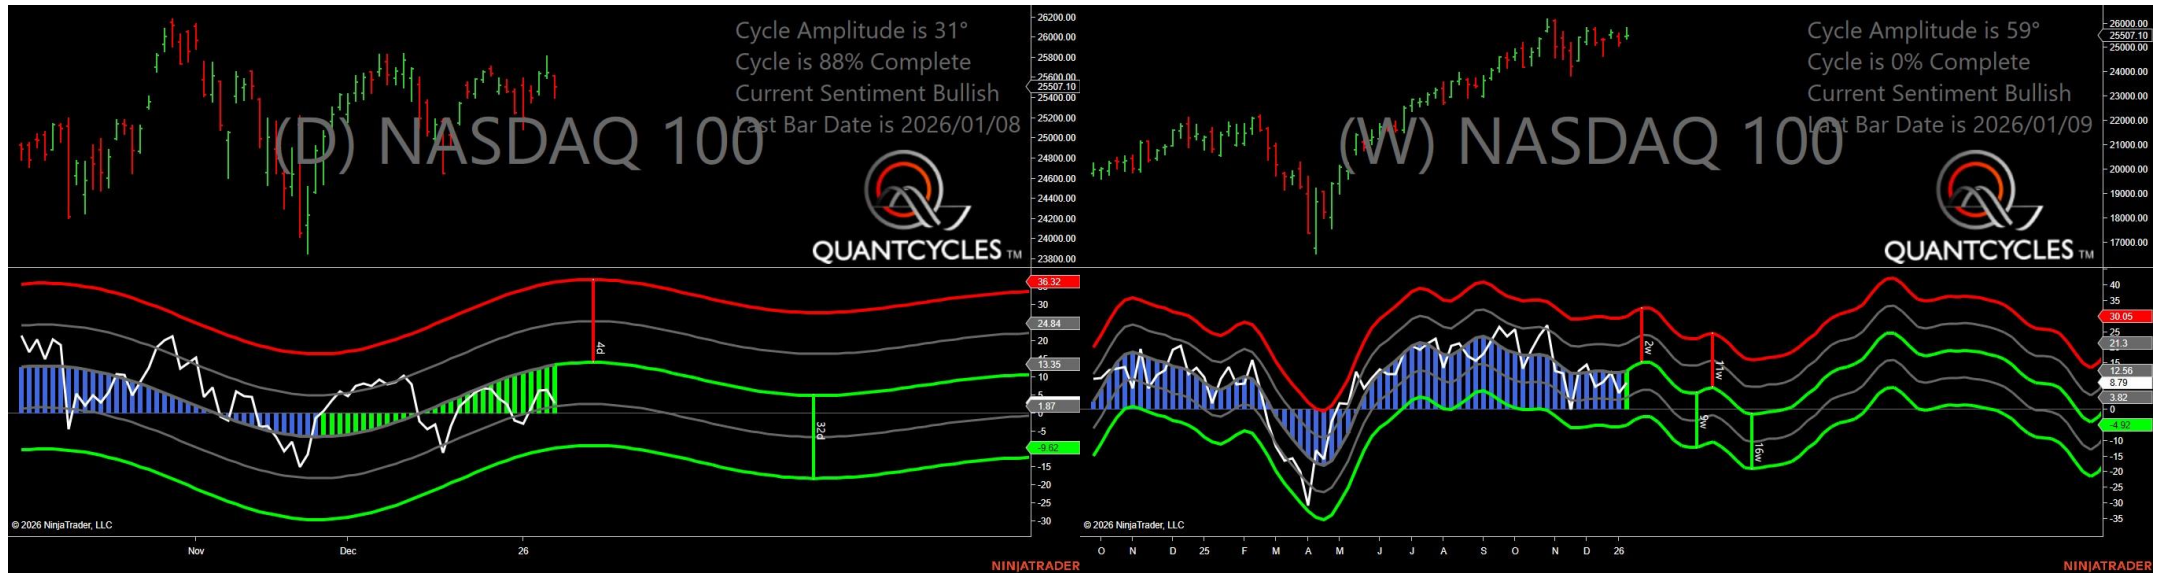 Cycle Amplitude is 31°
Cycle is 88% Complete
Current Sentiment Bullish
Last Bar Date is 2026/01/08
(D) NASDAQ 100
QUANTCYCLES TM
26200.00
26000.00
25800.00
25600.00
25507.10
25400.00
25200.00
25000.00
24800.00
24600.00
24400.00
24200.00
24000.00
23800.00
36.32
30
24.84
20
13.35
10
5
1.87
0
-5
-9.62
-15
-20
-25
-30
4d
32d
© 2026 NinjaTrader, LLC
Nov Dec 26
NINJATRADER
Cycle Amplitude is 59°
Cycle is 0% Complete
Current Sentiment Bullish
Last Bar Date is 2026/01/09
(W) NASDAQ 100
QUANTCYCLES TM
26000.00
25507.10
25000.00
24000.00
23000.00
22000.00
21000.00
20000.00
19000.00
18000.00
17000.00
40
35
30.05
25
21.3
15
12.56
8.79
3.82
0
-4.92
-10
-15
-20
-25
-30
-35
2w
11w
9w
16w
© 2026 NinjaTrader, LLC
O N D 25 F M A M J J A S O N D 26
NINJATRADER